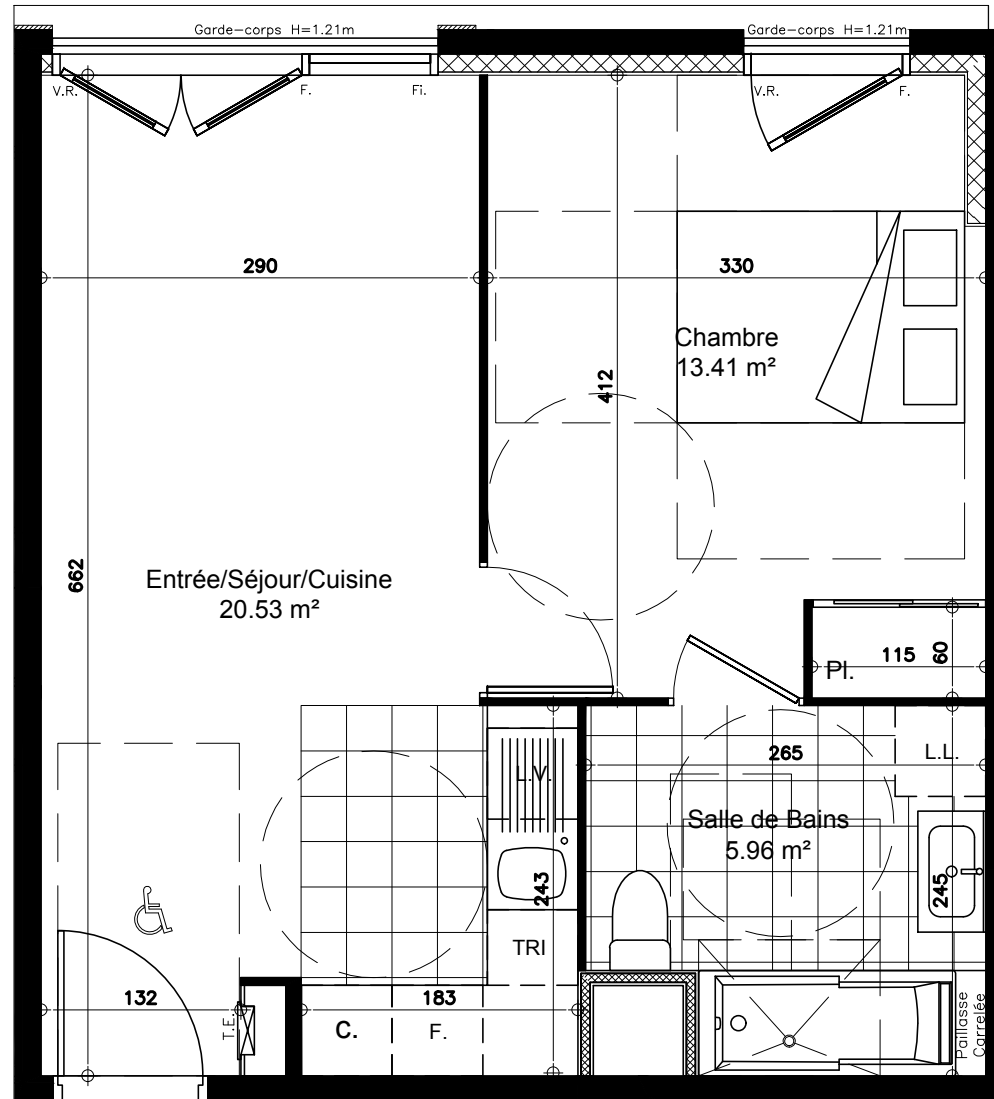 Garde-corps H=1.21m
Garde-corps H=1.21m
V.R.
F.
Fi.
V.R.
F.
290
330
Chambre
13.41 m²
412
662
Entrée/Séjour/Cuisine
20.53 m²
115
60
Pl.
265
L.L.
L.V.
Salle de Bains
5.96 m²
243
245
TRI
132
183
T.E.
C.
F.
Paillasse
Carrelée